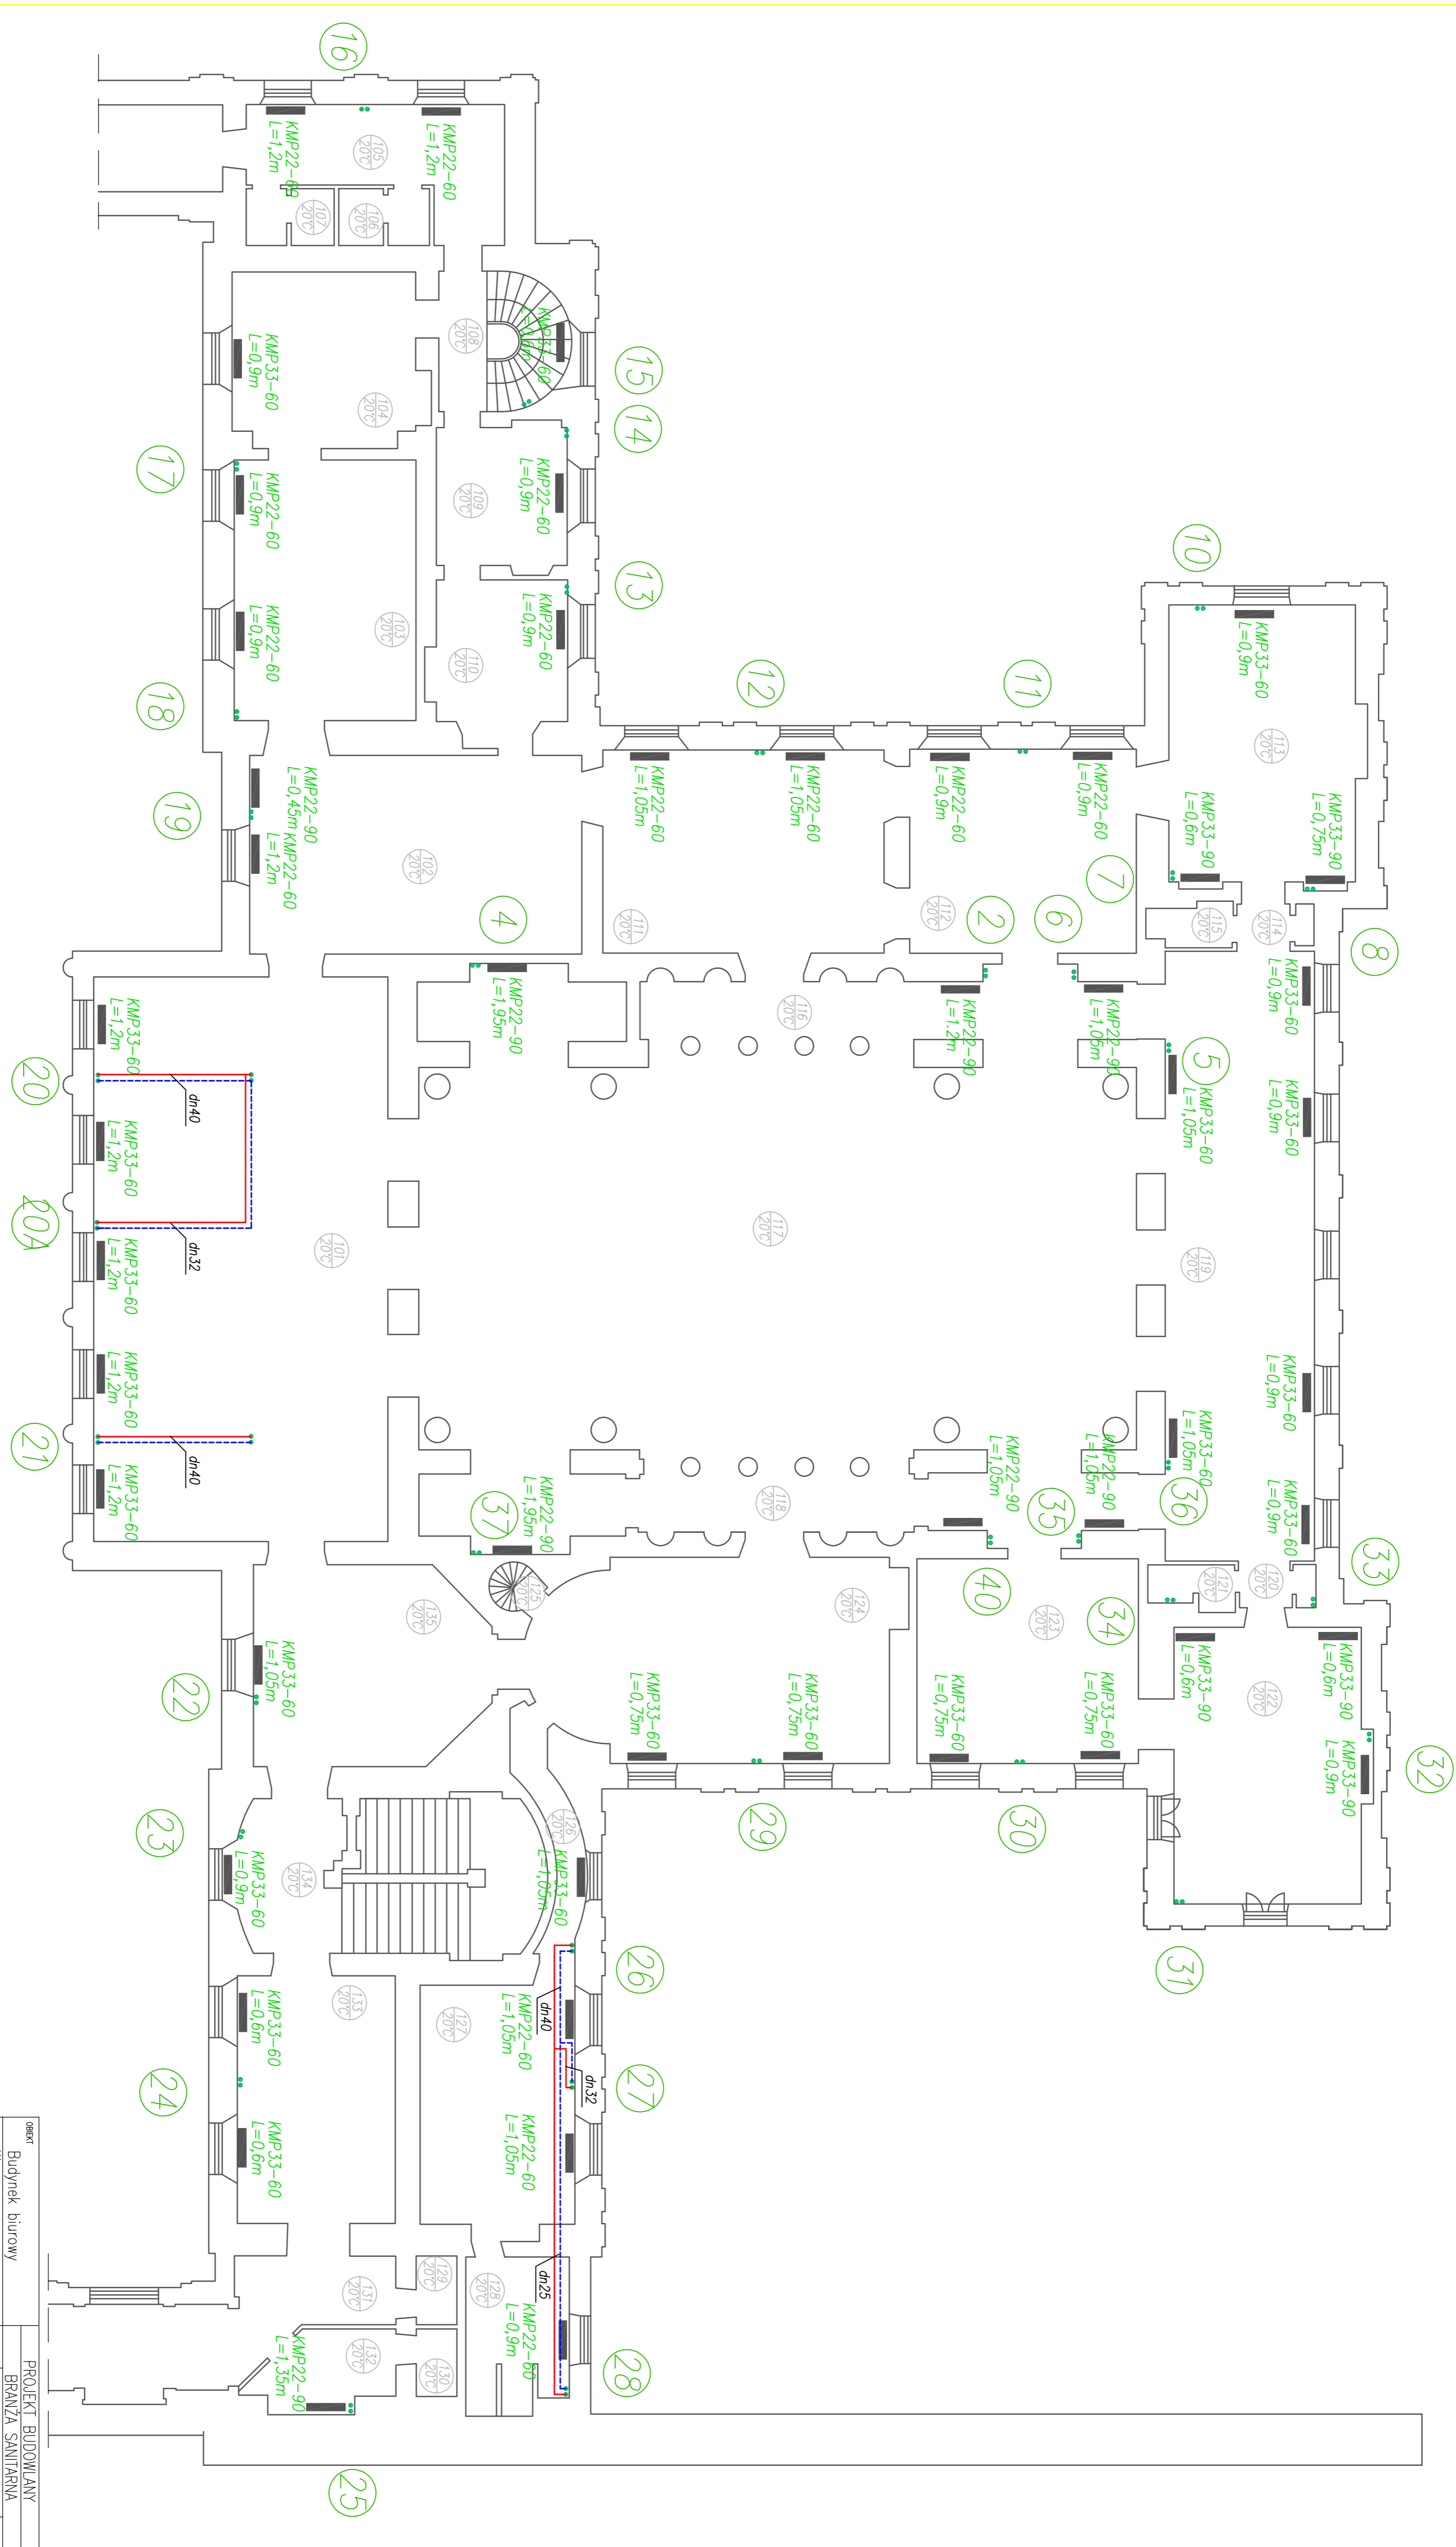 16
KMP22-60
L=1,2m
KMP22-60
L=1,2m
105
20°C
107
20°C
106
20°C
108
20°C
KMP33-60
L=0,6m
15
14
KMP33-60
L=0,9m
104
20°C
17
KMP22-60
L=0,9m
109
20°C
KMP22-60
L=0,9m
13
KMP22-60
L=0,9m
103
20°C
110
20°C
KMP22-60
L=0,9m
18
12
11
10
KMP33-60
L=0,9m
113
20°C
KMP22-60
L=1,05m
KMP22-60
L=1,05m
KMP22-60
L=0,9m
KMP22-60
L=0,9m
KMP33-90
L=0,6m
KMP33-90
L=0,75m
19
KMP22-90
L=0,45m
KMP22-60
L=1,2m
102
20°C
4
111
20°C
112
20°C
2
6
7
115
20°C
114
20°C
8
KMP22-90
L=1,95m
116
20°C
KMP22-90
L=1.2m
KMP22-90
L=1,05m
5
KMP33-60
L=1,05m
KMP33-60
L=0,9m
KMP33-60
L=0,9m
KMP33-60
L=1,2m
20
dn40
KMP33-60
L=1,2m
20A
dn32
KMP33-60
L=1,2m
101
20°C
117
20°C
119
20°C
KMP33-60
L=1,2m
21
dn40
KMP33-60
L=1,2m
KMP33-60
L=0,9m
KMP33-60
L=0,9m
KMP33-60
L=1,05m
36
KMP22-90
L=1,05m
KMP22-90
L=1,05m
35
37
KMP22-90
L=1,95m
118
20°C
40
34
33
125
20°C
135
20°C
124
20°C
123
20°C
121
20°C
120
20°C
22
KMP33-60
L=1,05m
KMP33-60
L=0,75m
KMP33-60
L=0,75m
KMP33-60
L=0,75m
KMP33-60
L=0,75m
KMP33-90
L=0,6m
KMP33-90
L=0,6m
122
20°C
KMP33-90
L=0,9m
32
23
KMP33-60
L=0,9m
134
20°C
126
20°C
KMP33-60
L=1,05m
29
30
31
26
dn40
KMP22-60
L=1,05m
27
dn32
KMP33-60
L=0,6m
133
20°C
127
20°C
24
KMP33-60
L=0,6m
KMP22-60
L=1,05m
dn25
131
20°C
129
20°C
128
20°C
KMP22-60
L=0,9m
28
132
20°C
130
20°C
KMP22-90
L=1,35m
25
OBIEKT
Budynek biurowy
PROJEKT BUDOWLANY
BRANŻA SANITARNA